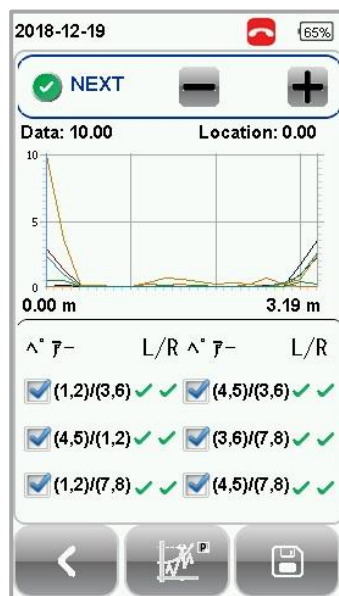 2018-12-19 65%
NEXT
Data: 10.00 Location: 0.00
10
5
0
0.00 m 3.19 m
ペアー L/R ペアー L/R
(1,2)/(3,6) (4,5)/(3,6)
(4,5)/(1,2) (3,6)/(7,8)
(1,2)/(7,8) (4,5)/(7,8)
P